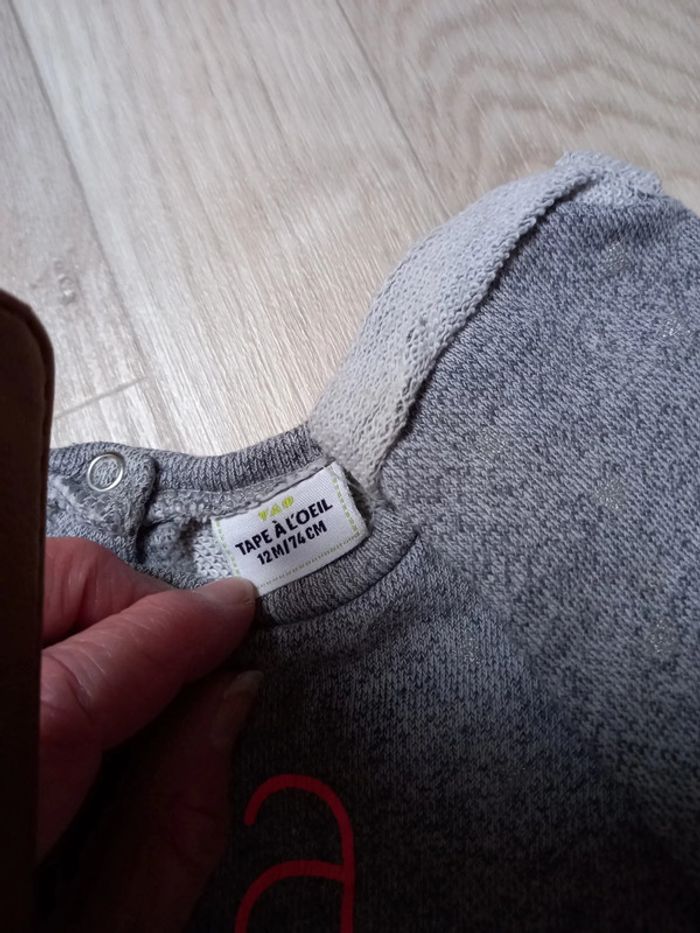 TAO
TAPE À L'OEIL
12M/74CM
a